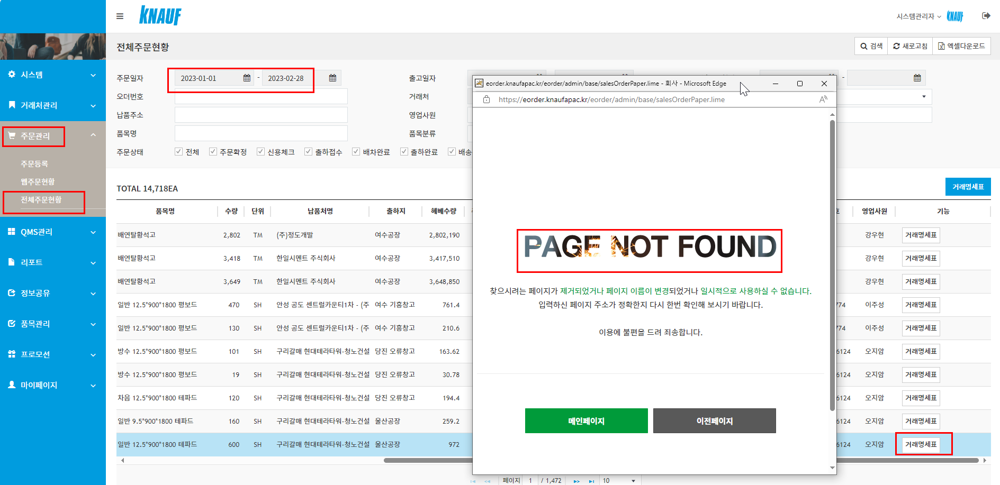 KNAUF
시스템관리자
KNAUF
전체주문현황
검색
새로고침
엑셀다운로드
시스템
거래처관리
주문관리
주문등록
웹주문현황
전체주문현황
QMS관리
리포트
정보공유
품목관리
프로모션
마이페이지
주문일자 2023-01-01 - 2023-02-28 출고일자 -
오더번호 거래처
납품주소 영업사원
품목명 품목분류
주문상태 전체 주문확정 신용체크 출하접수 배차완료 출하완료 배송
TOTAL 14,718EA
거래명세표
품목명 수량 단위 납품처명 출하지 헤베수량 영업사원 기능
배연탈황석고 2,802 TM (주)정도개발 여수공장 2,802,190 강우현 거래명세표
배연탈황석고 3,418 TM 한일시멘트 주식회사 여수공장 3,417,510 강우현 거래명세표
배연탈황석고 3,649 TM 한일시멘트 주식회사 여수공장 3,648,850 강우현 거래명세표
일반 12.5*900*1800 평보드 470 SH 안성 공도 센트럴카운티1차 - (주 여수 기흥창고 761.4 774 이주성 거래명세표
일반 12.5*900*1800 평보드 130 SH 안성 공도 센트럴카운티1차 - (주 여수 기흥창고 210.6 774 이주성 거래명세표
방수 12.5*900*1800 평보드 101 SH 구리갈매 현대테라타워-청노건설 당진 오류창고 163.62 6124 오지암 거래명세표
방수 12.5*900*1800 평보드 19 SH 구리갈매 현대테라타워-청노건설 당진 오류창고 30.78 6124 오지암 거래명세표
차음 12.5*900*1800 테파드 120 SH 구리갈매 현대테라타워-청노건설 당진 오류창고 194.4 6124 오지암 거래명세표
일반 9.5*900*1800 테파드 160 SH 구리갈매 현대테라타워-청노건설 울산공장 259.2 6124 오지암 거래명세표
일반 12.5*900*1800 테파드 600 SH 구리갈매 현대테라타워-청노건설 울산공장 972 6124 오지암 거래명세표
페이지 1 / 1,472 10
eorder.knaufapac.kr/eorder/admin/base/salesOrderPaper.lime - 회사 - Microsoft Edge
https://eorder.knaufapac.kr/eorder/admin/base/salesOrderPaper.lime
PAGE NOT FOUND
찾으시려는 페이지가 제거되었거나 페이지 이름이 변경되었거나 일시적으로 사용하실 수 없습니다.
입력하신 페이지 주소가 정확한지 다시 한번 확인해 보시기 바랍니다.
이용에 불편을 드려 죄송합니다.
메인페이지
이전페이지